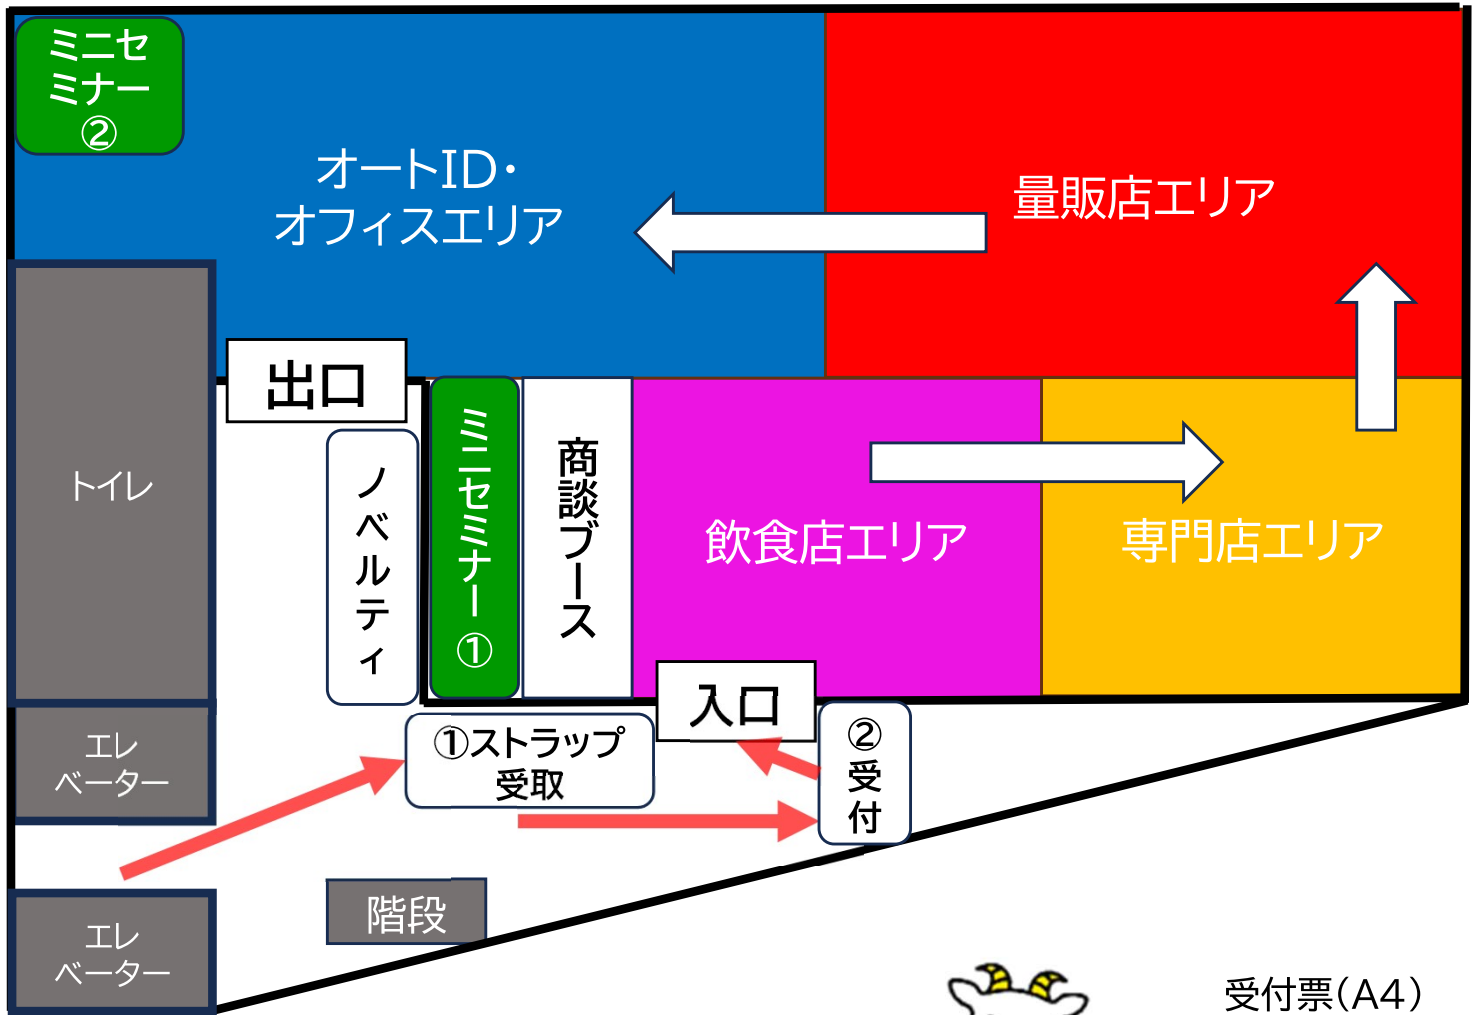 ミニセ
ミナー
②
オートID・
オフィスエリア
量販店エリア
出口
トイレ
ノベルティ
ミニセミナー①
商談ブース
飲食店エリア
専門店エリア
入口
①ストラップ
受取
②受付
エレ
ベーター
階段
エレ
ベーター
受付票(A4)